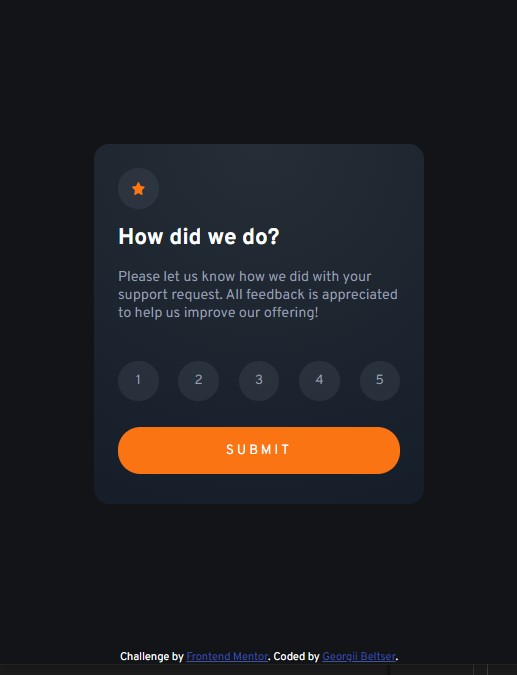 How did we do?
Please let us know how we did with your
support request. All feedback is appreciated
to help us improve our offering!
1 2 3 4 5
SUBMIT
Challenge by Frontend Mentor. Coded by Georgii Beltser.